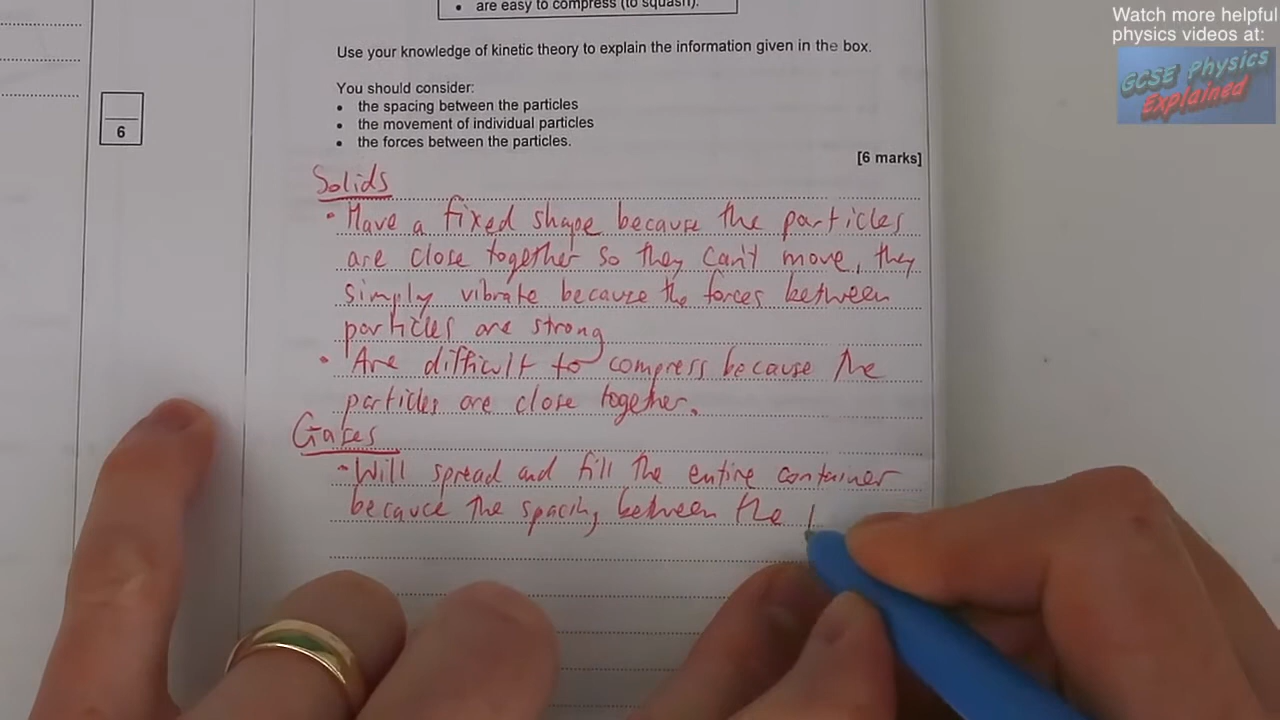 • are easy to compress (to squash).
Watch more helpful
physics videos at:
GCSE Physics
Explained
Use your knowledge of kinetic theory to explain the information given in the box.
You should consider:
• the spacing between the particles
• the movement of individual particles
• the forces between the particles.
6
[6 marks]
Solids
• Have a fixed shape because the particles
are close together so they can't move, they
simply vibrate because the forces between
particles are strong
• Are difficult to compress because the
particles are close together.
Gases
• Will spread and fill the entire container
because the spacing between the